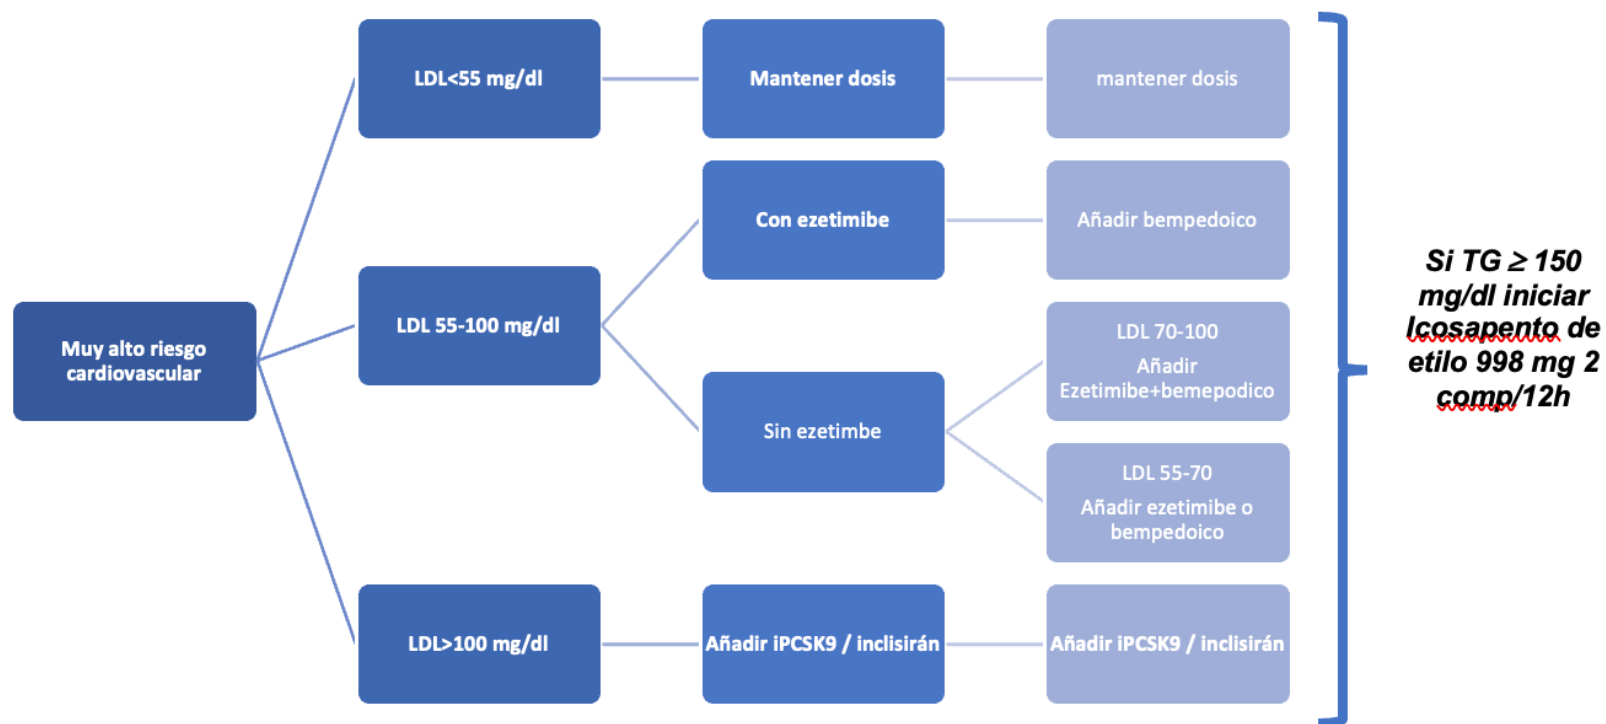 Muy alto riesgo
cardiovascular
LDL<55 mg/dl
Mantener dosis
mantener dosis
LDL 55-100 mg/dl
Con ezetimibe
Añadir bempedoico
Sin ezetimbe
LDL 70-100
Añadir
Ezetimibe+bemepodico
LDL 55-70
Añadir ezetimibe o
bempedoico
LDL>100 mg/dl
Añadir iPCSK9 / inclisirán
Añadir iPCSK9 / inclisirán
Si TG ≥ 150
mg/dl iniciar
Icosapento de
etilo 998 mg 2
comp/12h